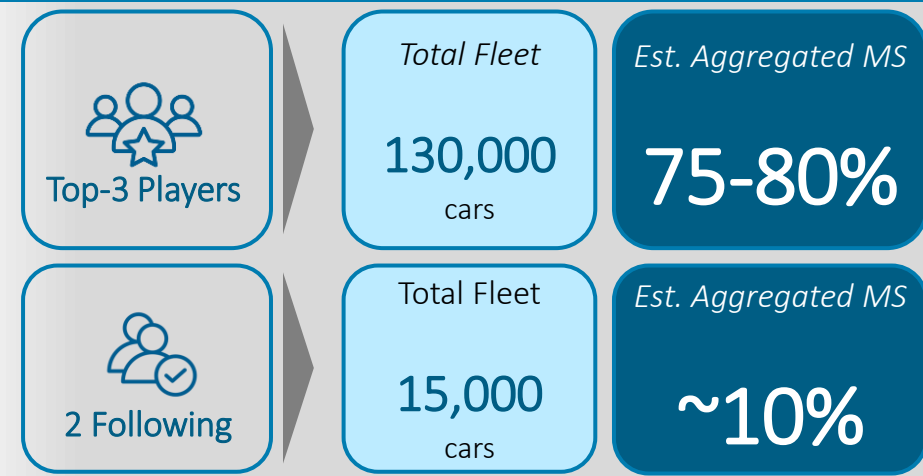 Top-3 Players
Total Fleet
130,000
cars
Est. Aggregated MS
75-80%
2 Following
Total Fleet
15,000
cars
Est. Aggregated MS
~10%